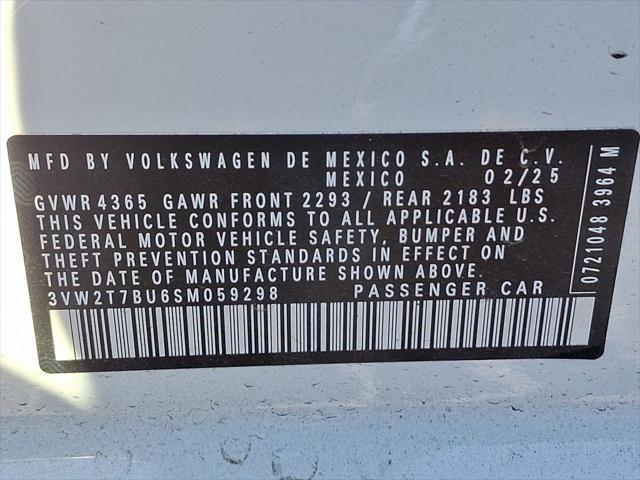 MFD BY VOLKSWAGEN DE MEXICO S.A. DE C.V.
MEXICO 02/25
GVWR 4365 GAWR FRONT 2293 / REAR 2183 LBS
THIS VEHICLE CONFORMS TO ALL APPLICABLE U.S.
FEDERAL MOTOR VEHICLE SAFETY, BUMPER AND
THEFT PREVENTION STANDARDS IN EFFECT ON
THE DATE OF MANUFACTURE SHOWN ABOVE.
3VW2T7BU6SM059298 PASSENGER CAR
0721048 3964 M